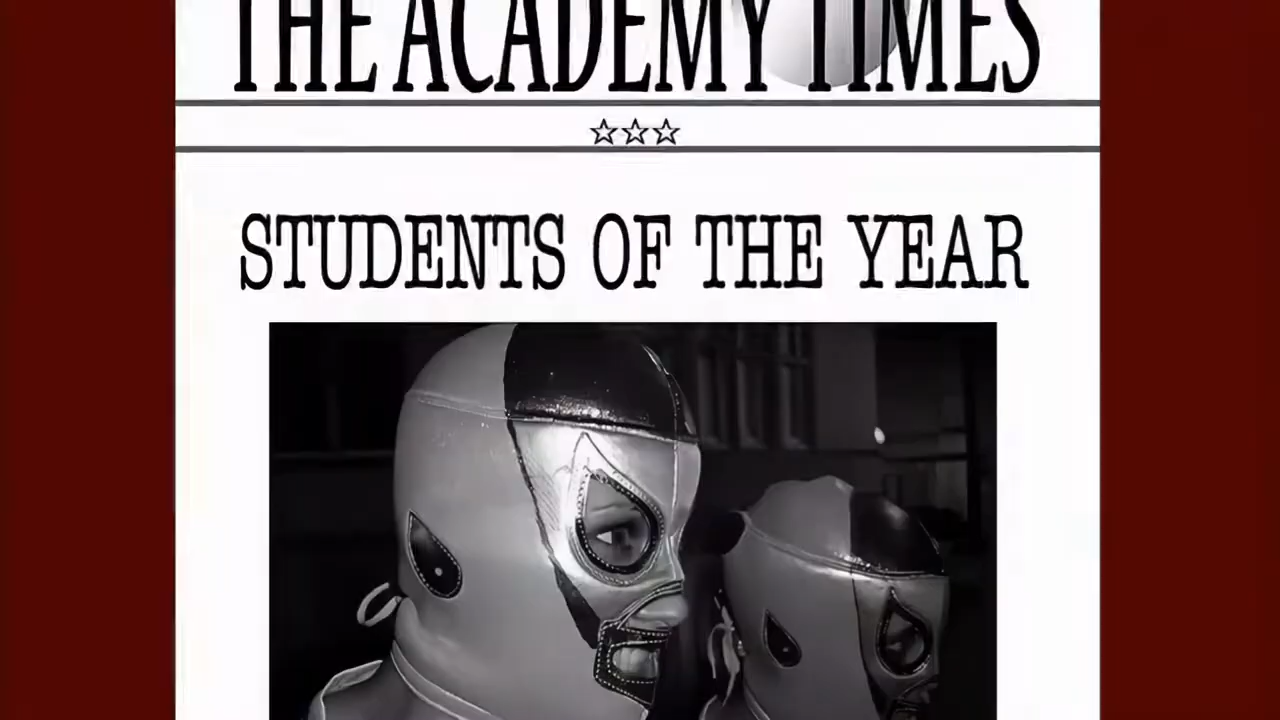 THE ACADEMY TIMES
☆☆☆
STUDENTS OF THE YEAR